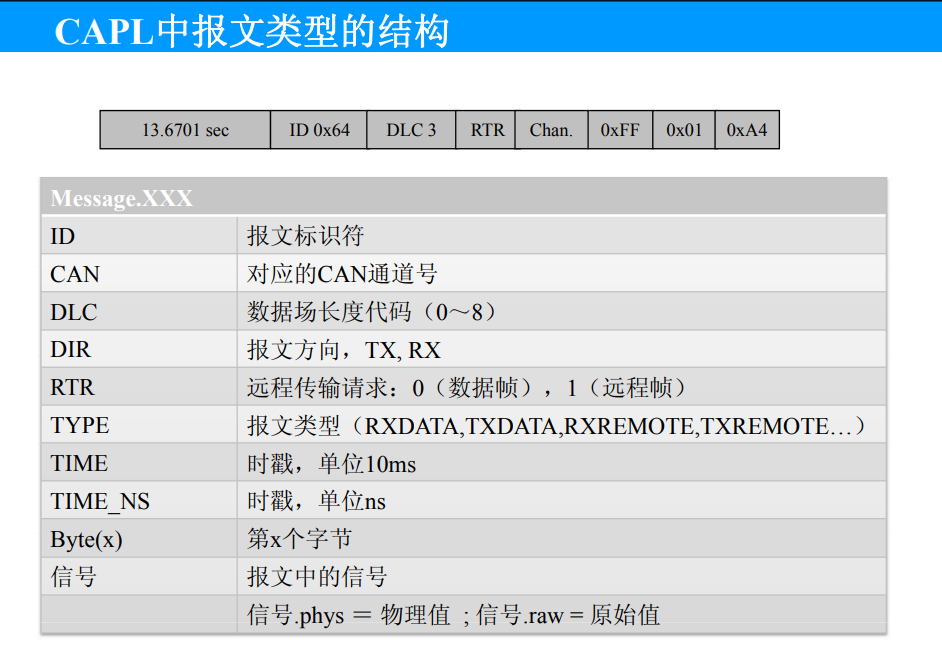 CAPL中报文类型的结构
13.6701 sec ID 0x64 DLC 3 RTR Chan. 0xFF 0x01 0xA4
Message.XXX
ID 报文标识符
CAN 对应的CAN通道号
DLC 数据场长度代码（0～8）
DIR 报文方向，TX, RX
RTR 远程传输请求：0（数据帧），1（远程帧）
TYPE 报文类型（RXDATA,TXDATA,RXREMOTE,TXREMOTE…）
TIME 时戳，单位10ms
TIME_NS 时戳，单位ns
Byte(x) 第x个字节
信号 报文中的信号
信号.phys ＝ 物理值 ; 信号.raw = 原始值